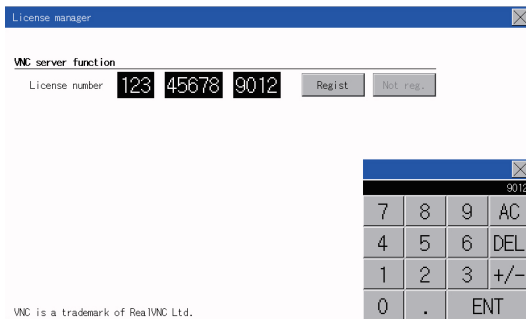 License manager
VNC server function
License number 123 45678 9012 Regist Not reg.
9012
7 8 9 AC
4 5 6 DEL
1 2 3 +/-
0 . ENT
VNC is a trademark of RealVNC Ltd.